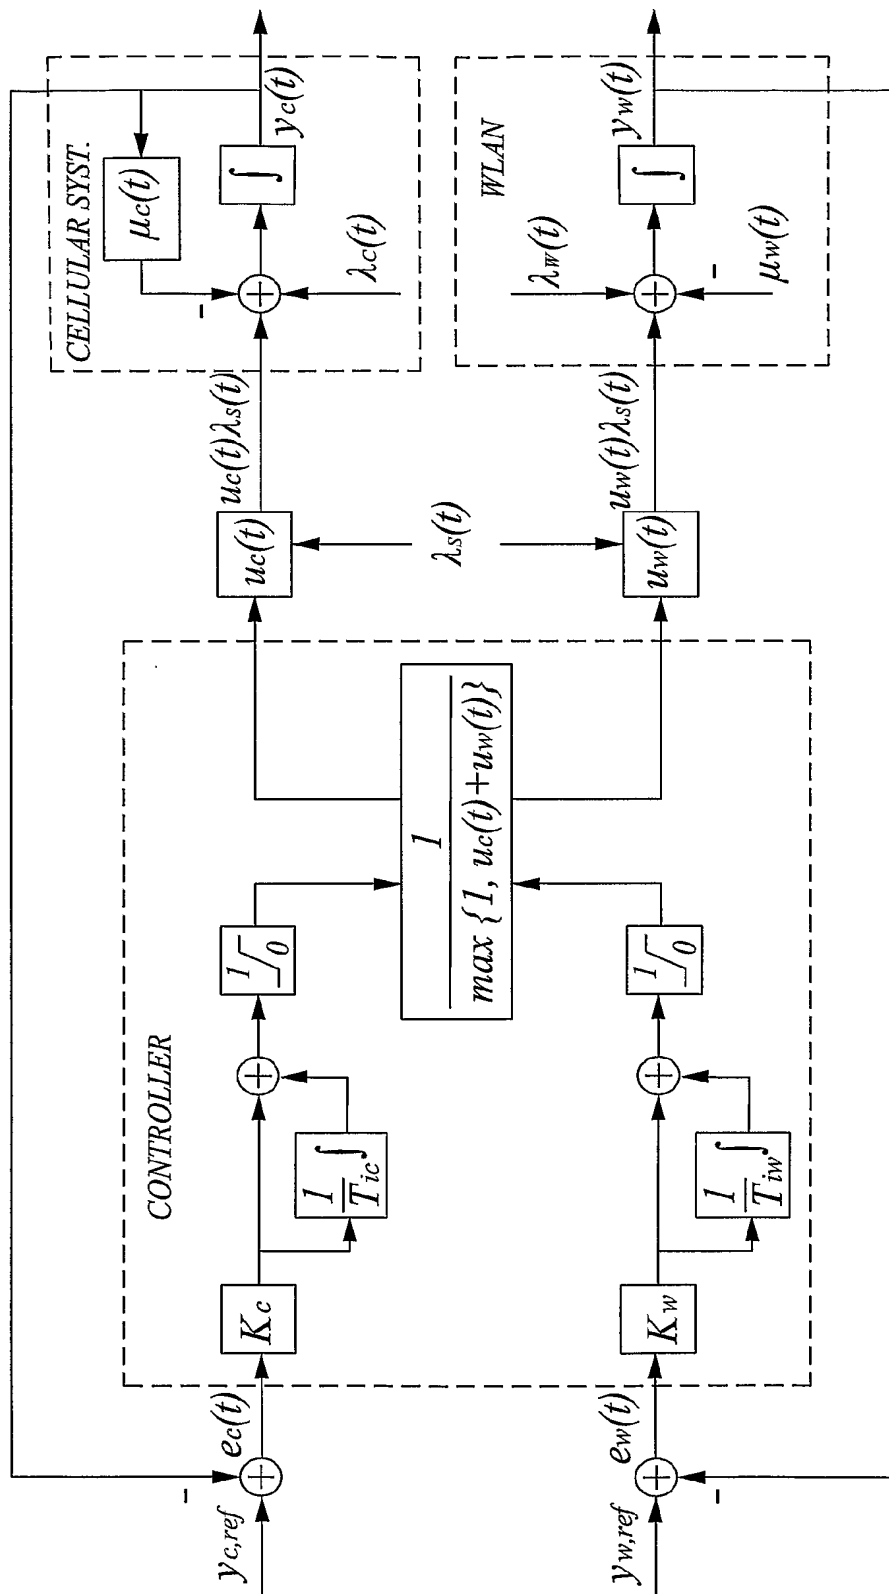 yc,ref
ec(t)
Kc
1
Tic ∫
1
0
CONTROLLER
1
max {1, uc(t)+uw(t)}
uc(t)
uc(t)λs(t)
λs(t)
CELLULAR SYST.
-
μc(t)
λc(t)
∫
yc(t)
-
yw,ref
ew(t)
Kw
1
Tiw ∫
1
0
uw(t)
uw(t)λs(t)
WLAN
λw(t)
-
μw(t)
∫
yw(t)
-